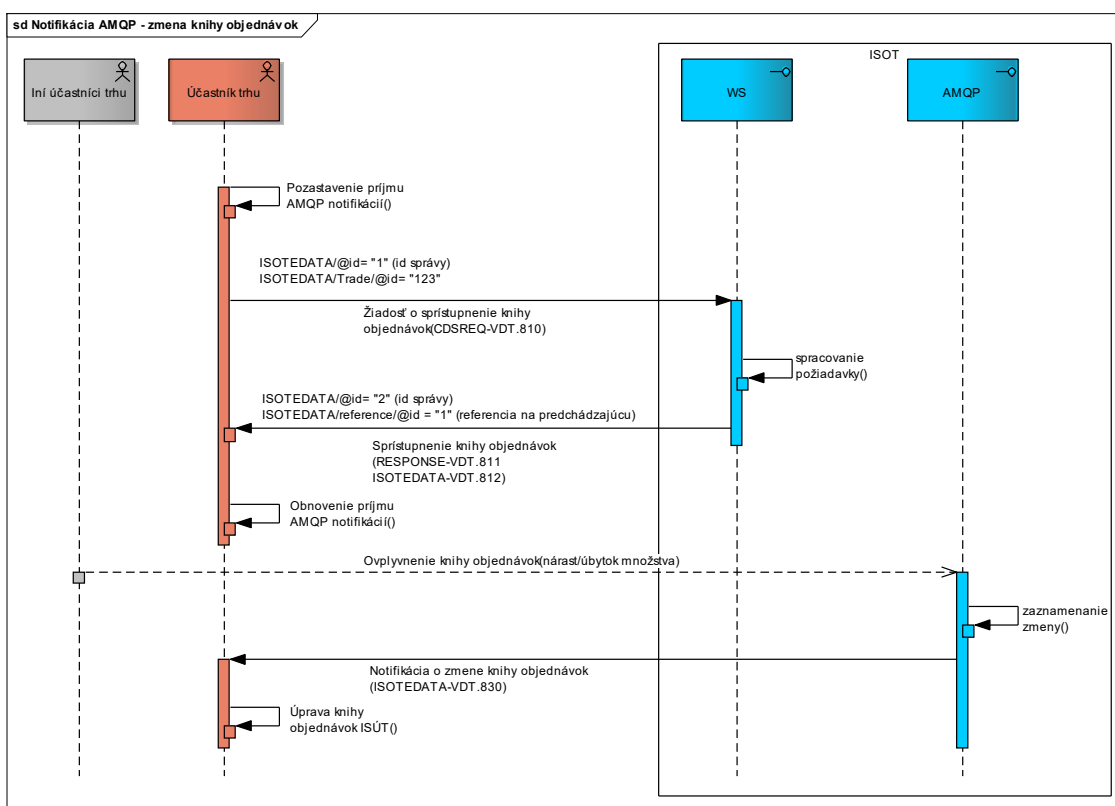 sd Notifikácia AMQP - zmena knihy objednávok
ISOT
Iní účastníci trhu
Účastník trhu
WS
AMQP
Pozastavenie príjmu
AMQP notifikácií()
ISOTEDATA/@id= "1" (id správy)
ISOTEDATA/Trade/@id= "123"
Žiadosť o sprístupnenie knihy
objednávok(CDSREQ-VDT.810)
spracovanie
požiadavky()
ISOTEDATA/@id= "2" (id správy)
ISOTEDATA/reference/@id = "1" (referencia na predchádzajúcu)
Sprístupnenie knihy objednávok
(RESPONSE-VDT.811
ISOTEDATA-VDT.812)
Obnovenie príjmu
AMQP notifikácií()
Ovplyvnenie knihy objednávok(nárast/úbytok množstva)
zaznamenanie
zmeny()
Notifikácia o zmene knihy objednávok
(ISOTEDATA-VDT.830)
Úprava knihy
objednávok ISÚT()